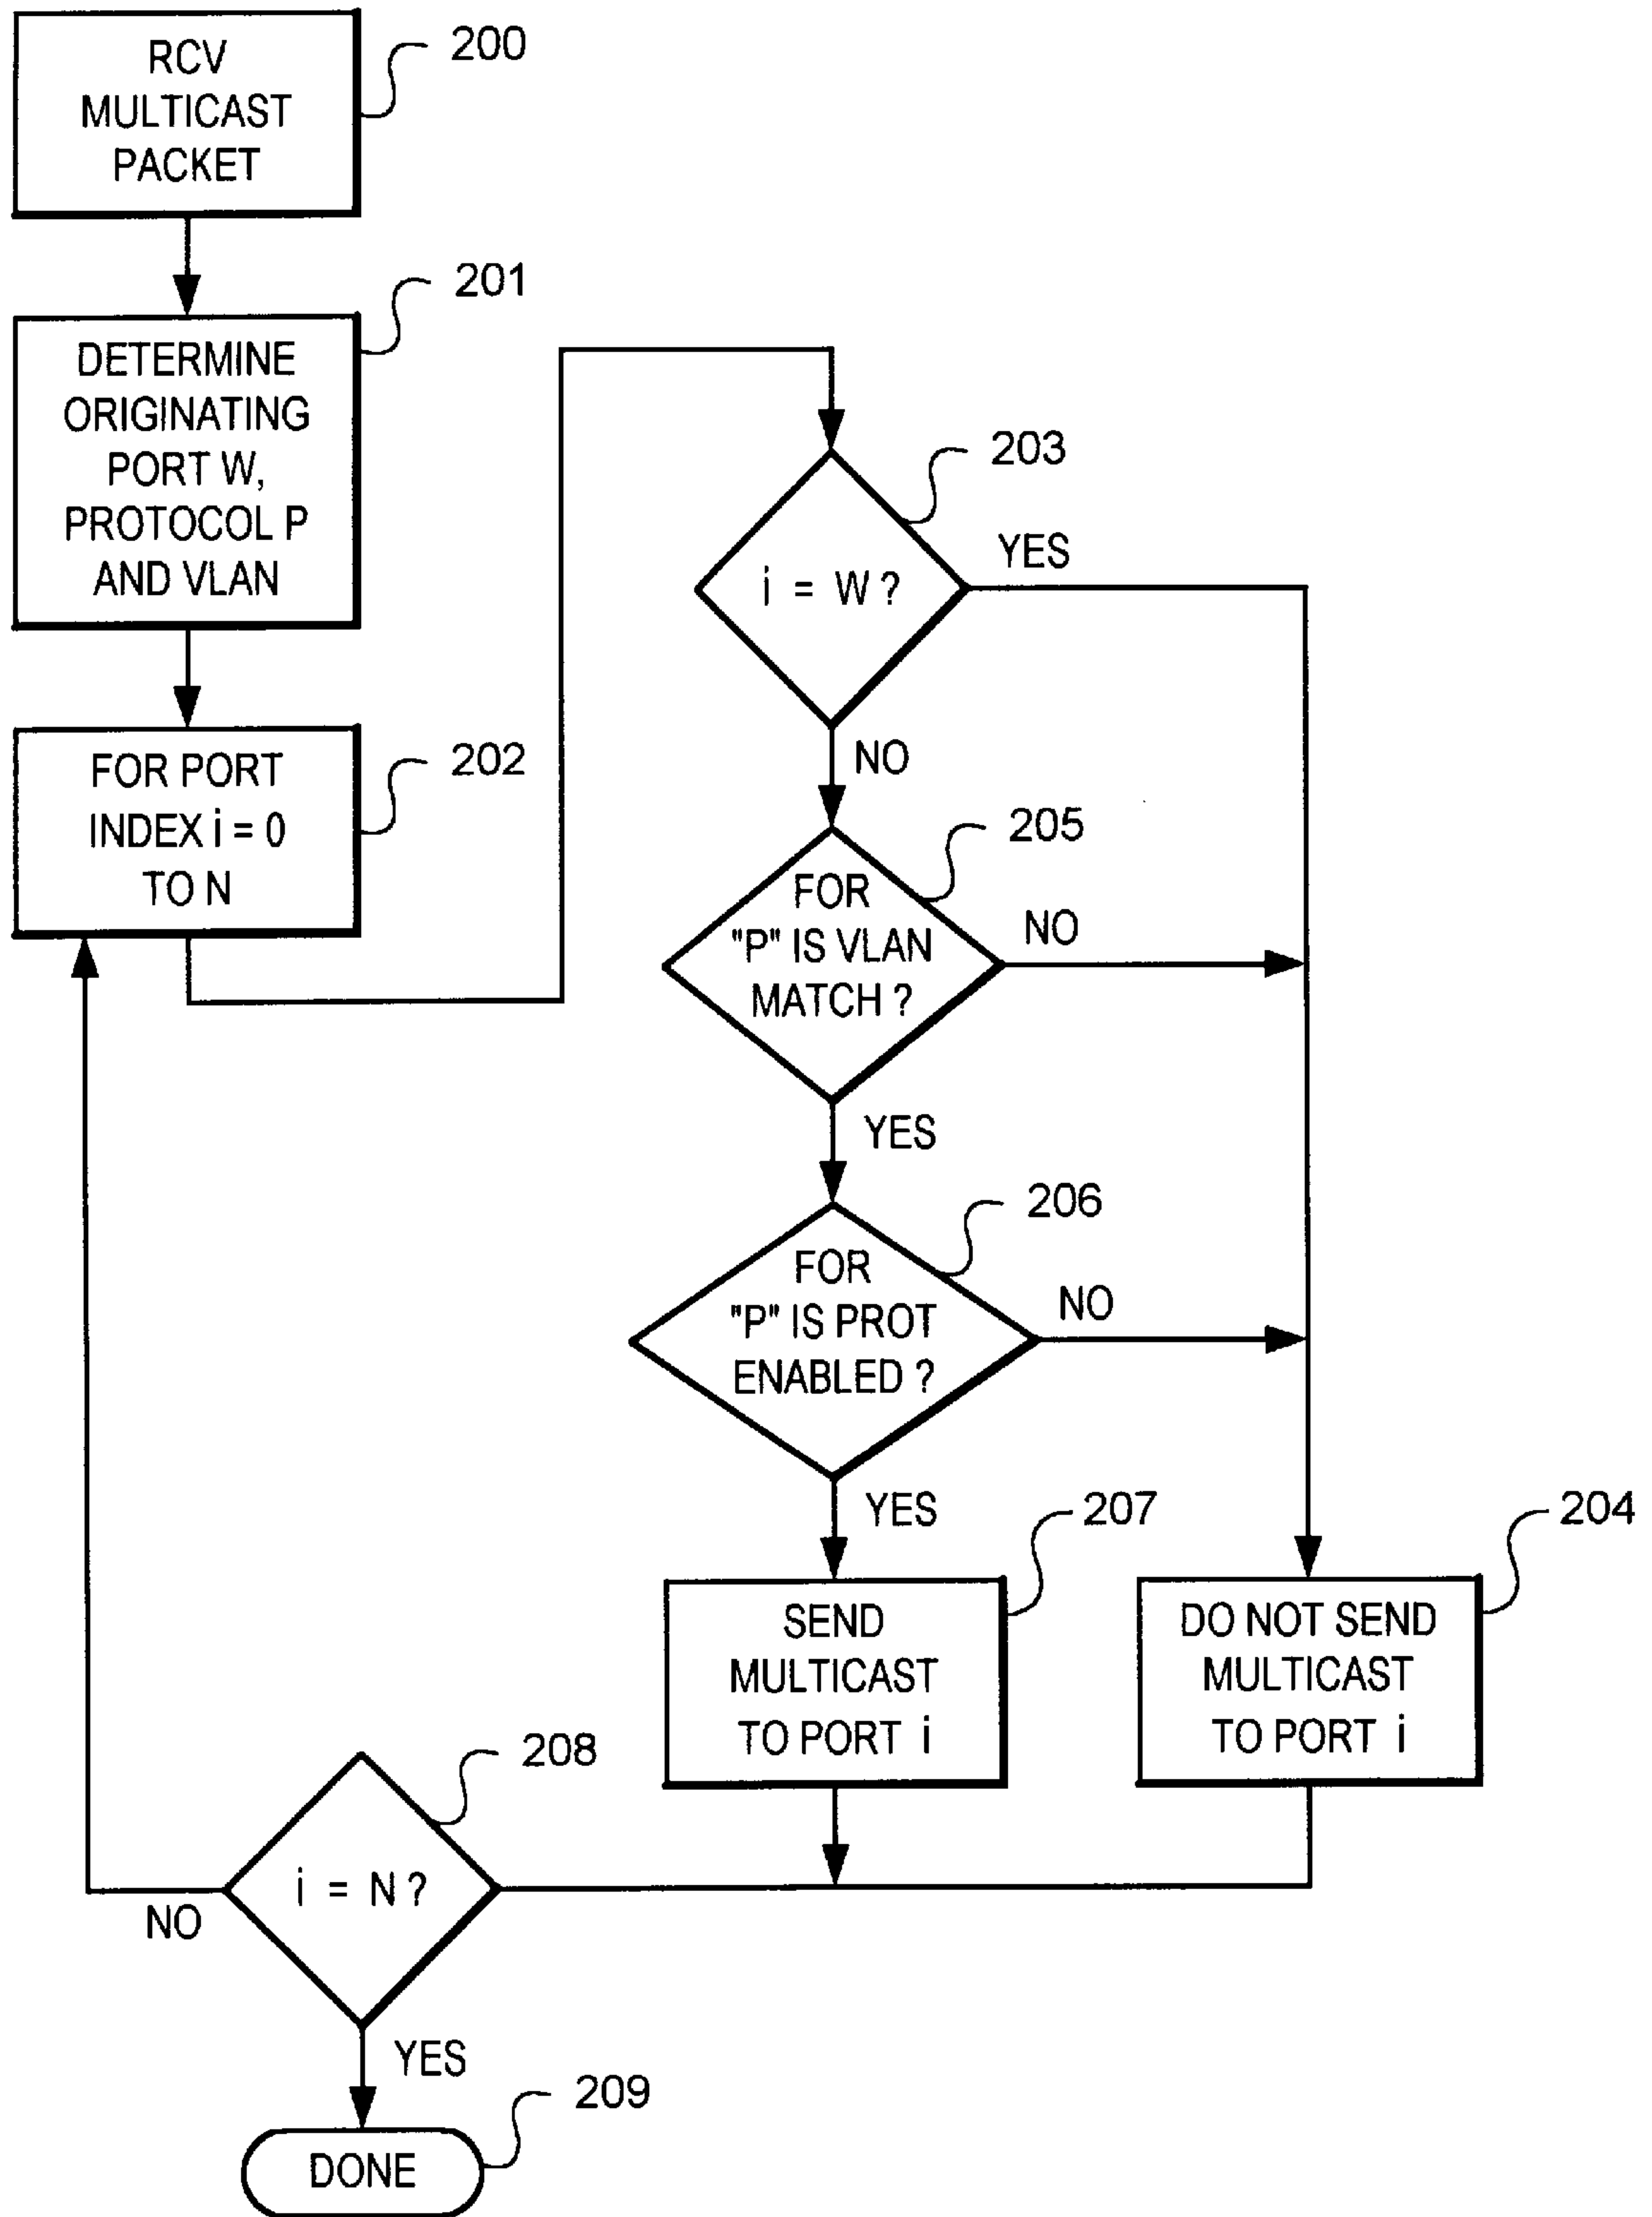 RCV
MULTICAST
PACKET
200
DETERMINE
ORIGINATING
PORT W,
PROTOCOL P
AND VLAN
201
FOR PORT
INDEX i = 0
TO N
202
i = W ?
203
YES
NO
FOR
"P" IS VLAN
MATCH ?
205
NO
YES
FOR
"P" IS PROT
ENABLED ?
206
NO
YES
SEND
MULTICAST
TO PORT i
207
DO NOT SEND
MULTICAST
TO PORT i
204
i = N ?
208
NO
YES
DONE
209